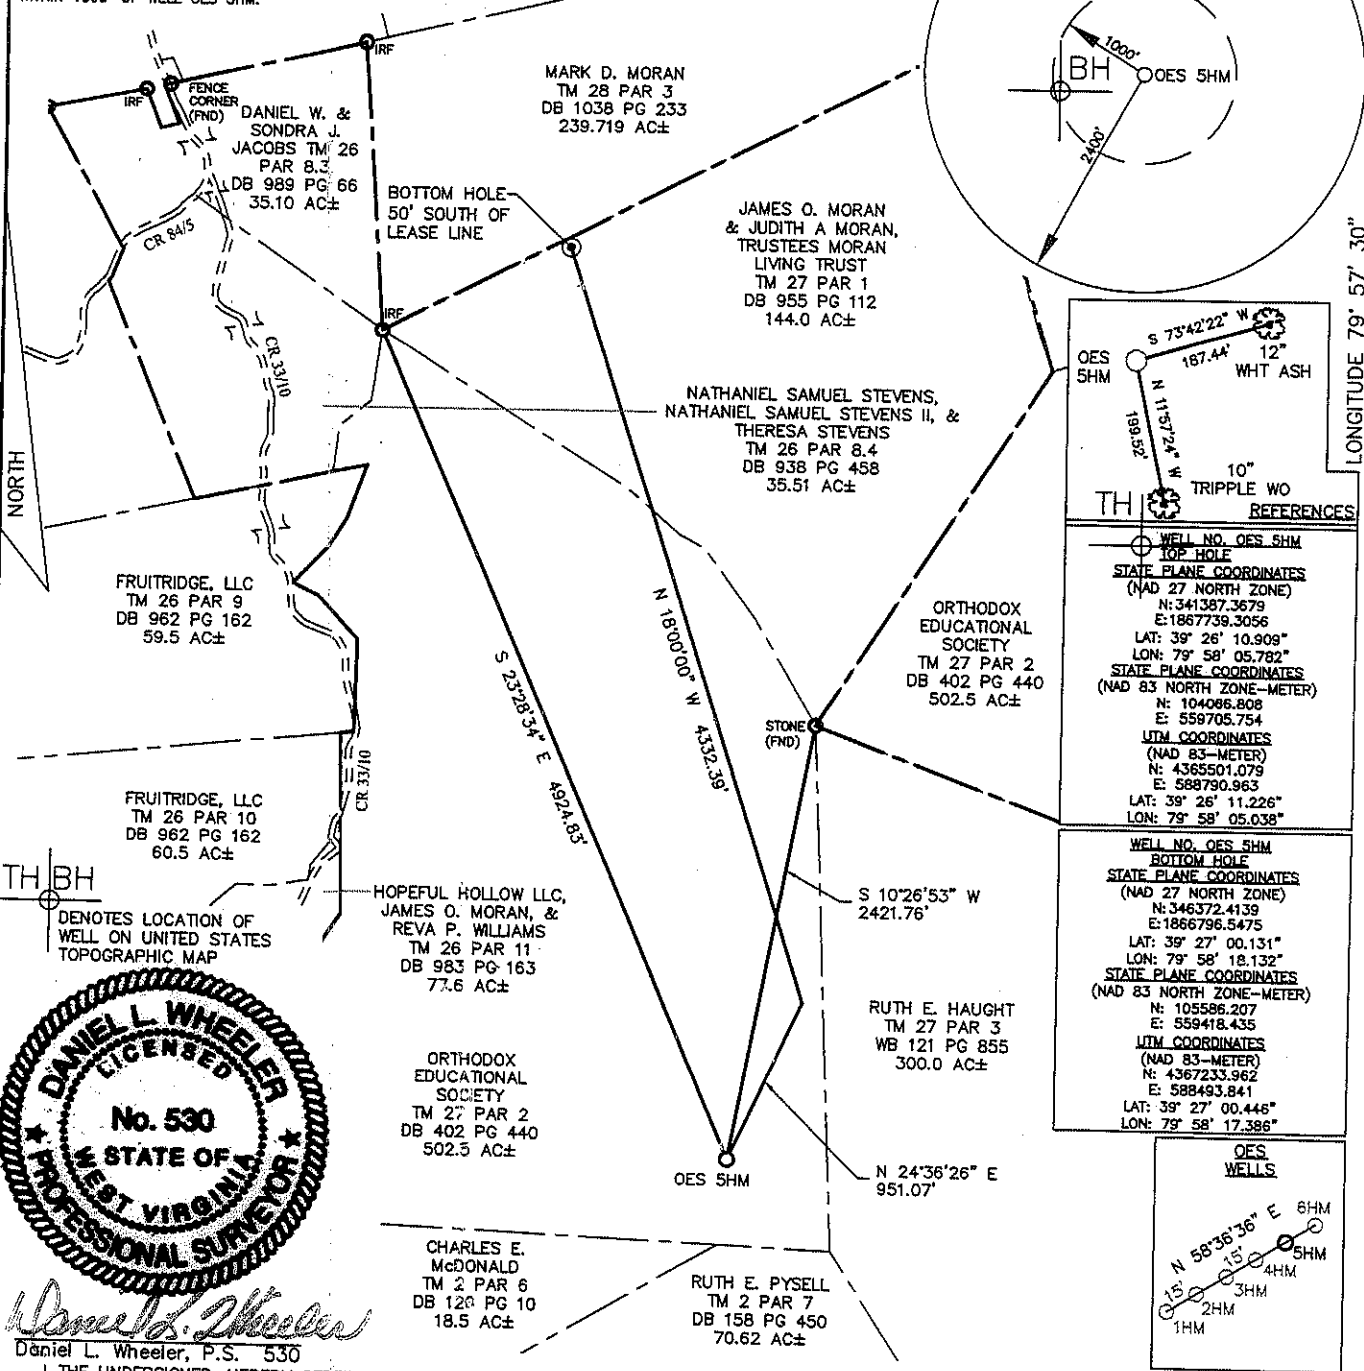 IRF
IRF
FENCE
CORNER
(FND)
DANIEL W. &
SONDRA J.
JACOBS TM 26
PAR 8.3
DB 989 PG 66
35.10 AC±
MARK D. MORAN
TM 28 PAR 3
DB 1038 PG 233
239.719 AC±
1000'
BH
OES 5HM
2400'
BOTTOM HOLE
50' SOUTH OF
LEASE LINE
JAMES O. MORAN
& JUDITH A MORAN,
TRUSTEES MORAN
LIVING TRUST
TM 27 PAR 1
DB 955 PG 112
144.0 AC±
CR 84/5
IRF
CR 33/10
LONGITUDE 79° 57' 30"
S 73°42'22" W
187.44'
12"
WHT ASH
OES
5HM
N 11°57'24" W
199.52'
10"
TRIPPLE WO
TH
REFERENCES
NATHANIEL SAMUEL STEVENS,
NATHANIEL SAMUEL STEVENS II, &
THERESA STEVENS
TM 26 PAR 8.4
DB 938 PG 458
35.51 AC±
NORTH
FRUITRIDGE, LLC
TM 26 PAR 9
DB 962 PG 162
59.5 AC±
N 18°00'00" W 4332.39'
S 23°28'34" E 4924.83'
ORTHODOX
EDUCATIONAL
SOCIETY
TM 27 PAR 2
DB 402 PG 440
502.5 AC±
STONE
(FND)
WELL NO. OES 5HM
TOP HOLE
STATE PLANE COORDINATES
(NAD 27 NORTH ZONE)
N:341387.3679
E:1867739.3056
LAT: 39° 26' 10.909"
LON: 79° 58' 05.782"
STATE PLANE COORDINATES
(NAD 83 NORTH ZONE-METER)
N: 104086.808
E: 559705.754
UTM COORDINATES
(NAD 83-METER)
N: 4365501.079
E: 588790.963
LAT: 39° 26' 11.226"
LON: 79° 58' 05.038"
CR 33/10
FRUITRIDGE, LLC
TM 26 PAR 10
DB 962 PG 162
60.5 AC±
TH BH
DENOTES LOCATION OF
WELL ON UNITED STATES
TOPOGRAPHIC MAP
HOPEFUL HOLLOW LLC,
JAMES O. MORAN, &
REVA P. WILLIAMS
TM 26 PAR 11
DB 983 PG 163
77.6 AC±
S 10°26'53" W
2421.76'
WELL NO. OES 5HM
BOTTOM HOLE
STATE PLANE COORDINATES
(NAD 27 NORTH ZONE)
N:346372.4139
E:1866796.5475
LAT: 39° 27' 00.131"
LON: 79° 58' 18.132"
STATE PLANE COORDINATES
(NAD 83 NORTH ZONE-METER)
N: 105586.207
E: 559418.435
UTM COORDINATES
(NAD 83-METER)
N: 4367233.962
E: 588493.841
LAT: 39° 27' 00.446"
LON: 79° 58' 17.386"
RUTH E. HAUGHT
TM 27 PAR 3
WB 121 PG 855
300.0 AC±
ORTHODOX
EDUCATIONAL
SOCIETY
TM 27 PAR 2
DB 402 PG 440
502.5 AC±
DANIEL L. WHEELER
LICENSED
No. 530
STATE OF
WEST VIRGINIA
PROFESSIONAL SURVEYOR
OES 5HM
N 24°36'26" E
951.07'
OES
WELLS
N 58°36'36" E
15'
15'
6HM
5HM
4HM
3HM
2HM
1HM
CHARLES E.
McDONALD
TM 2 PAR 6
DB 120 PG 10
18.5 AC±
RUTH E. PYSELL
TM 2 PAR 7
DB 158 PG 450
70.62 AC±
Daniel L. Wheeler
Daniel L. Wheeler, P.S. 530